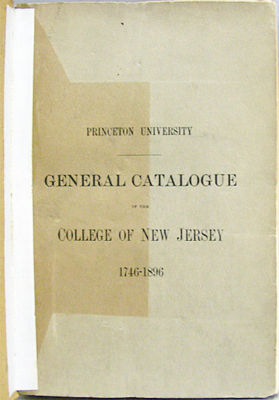 PRINCETON UNIVERSITY
GENERAL CATALOGUE
OF THE
COLLEGE OF NEW JERSEY
1746-1896